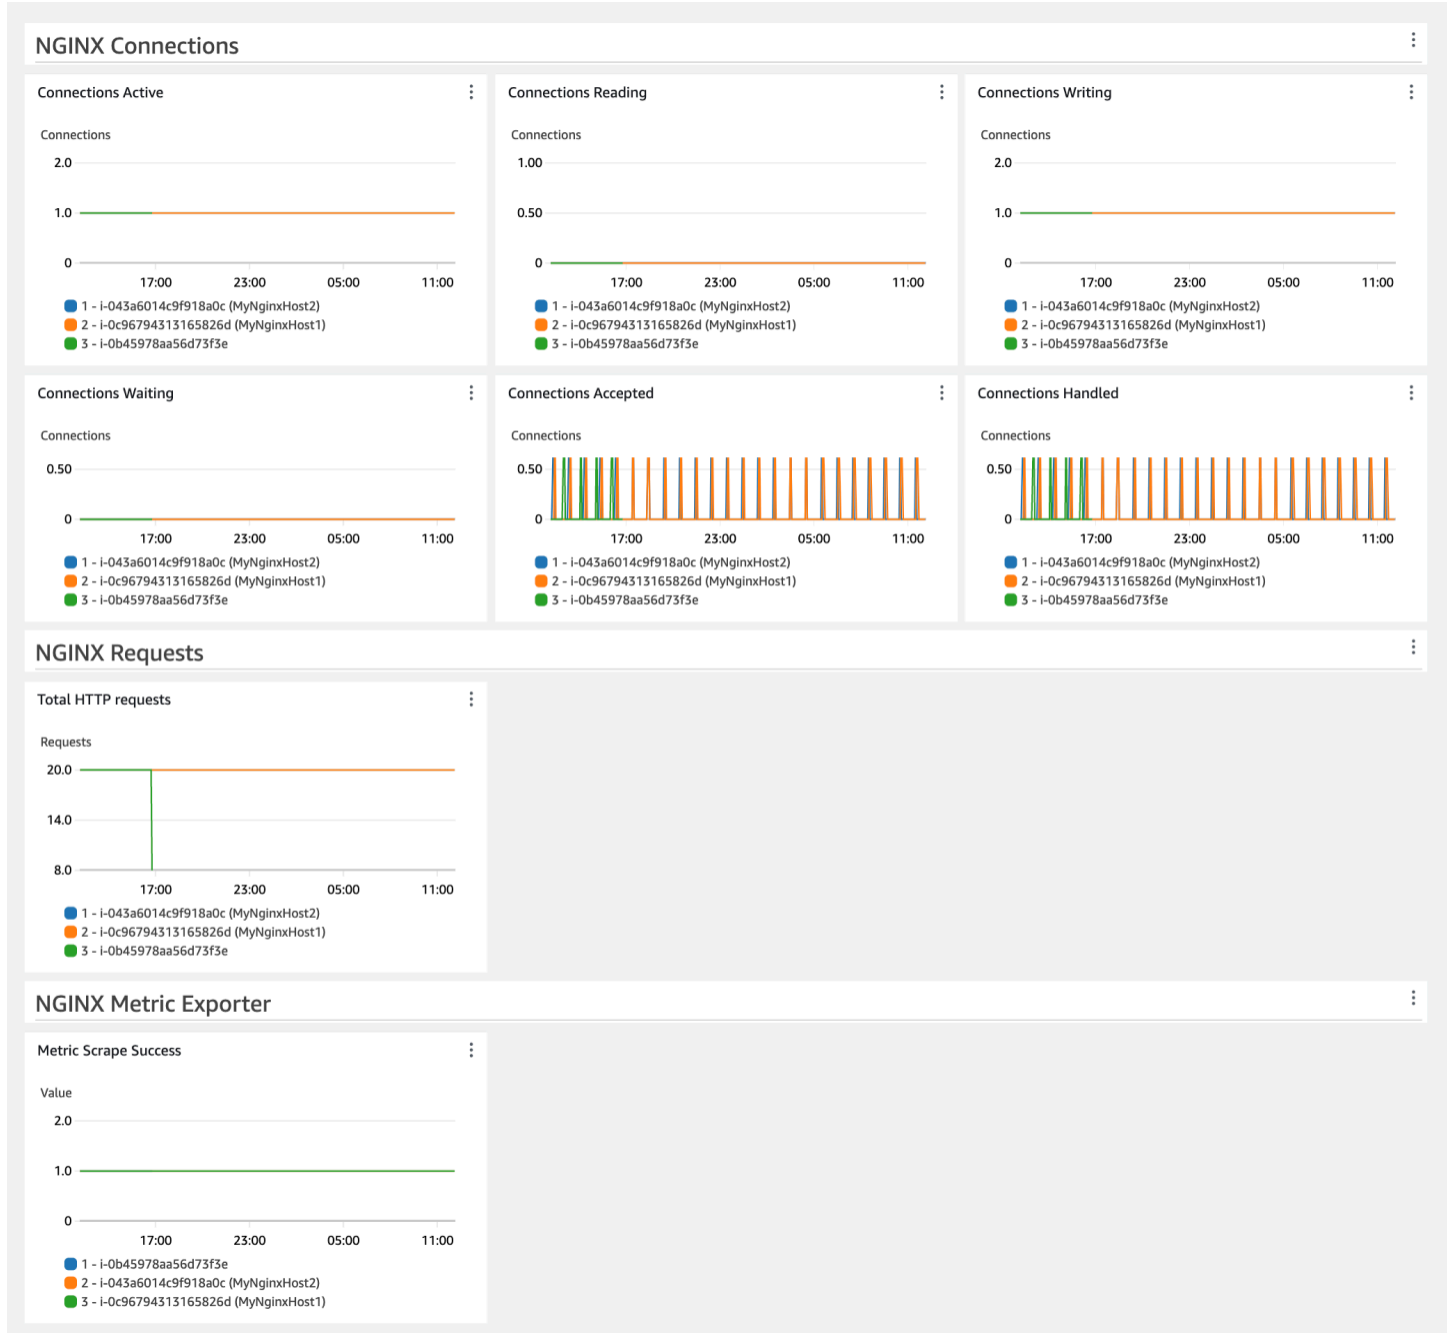 NGINX Connections
Connections Active
Connections
2.0
1.0
0
17:00 23:00 05:00 11:00
1 - i-043a6014c9f918a0c (MyNginxHost2)
2 - i-0c96794313165826d (MyNginxHost1)
3 - i-0b45978aa56d73f3e
Connections Reading
Connections
1.00
0.50
0
17:00 23:00 05:00 11:00
1 - i-043a6014c9f918a0c (MyNginxHost2)
2 - i-0c96794313165826d (MyNginxHost1)
3 - i-0b45978aa56d73f3e
Connections Writing
Connections
2.0
1.0
0
17:00 23:00 05:00 11:00
1 - i-043a6014c9f918a0c (MyNginxHost2)
2 - i-0c96794313165826d (MyNginxHost1)
3 - i-0b45978aa56d73f3e
Connections Waiting
Connections
0.50
0
17:00 23:00 05:00 11:00
1 - i-043a6014c9f918a0c (MyNginxHost2)
2 - i-0c96794313165826d (MyNginxHost1)
3 - i-0b45978aa56d73f3e
Connections Accepted
Connections
0.50
0
17:00 23:00 05:00 11:00
1 - i-043a6014c9f918a0c (MyNginxHost2)
2 - i-0c96794313165826d (MyNginxHost1)
3 - i-0b45978aa56d73f3e
Connections Handled
Connections
0.50
0
17:00 23:00 05:00 11:00
1 - i-043a6014c9f918a0c (MyNginxHost2)
2 - i-0c96794313165826d (MyNginxHost1)
3 - i-0b45978aa56d73f3e
NGINX Requests
Total HTTP requests
Requests
20.0
14.0
8.0
17:00 23:00 05:00 11:00
1 - i-043a6014c9f918a0c (MyNginxHost2)
2 - i-0c96794313165826d (MyNginxHost1)
3 - i-0b45978aa56d73f3e
NGINX Metric Exporter
Metric Scrape Success
Value
2.0
1.0
0
17:00 23:00 05:00 11:00
1 - i-0b45978aa56d73f3e
2 - i-043a6014c9f918a0c (MyNginxHost2)
3 - i-0c96794313165826d (MyNginxHost1)